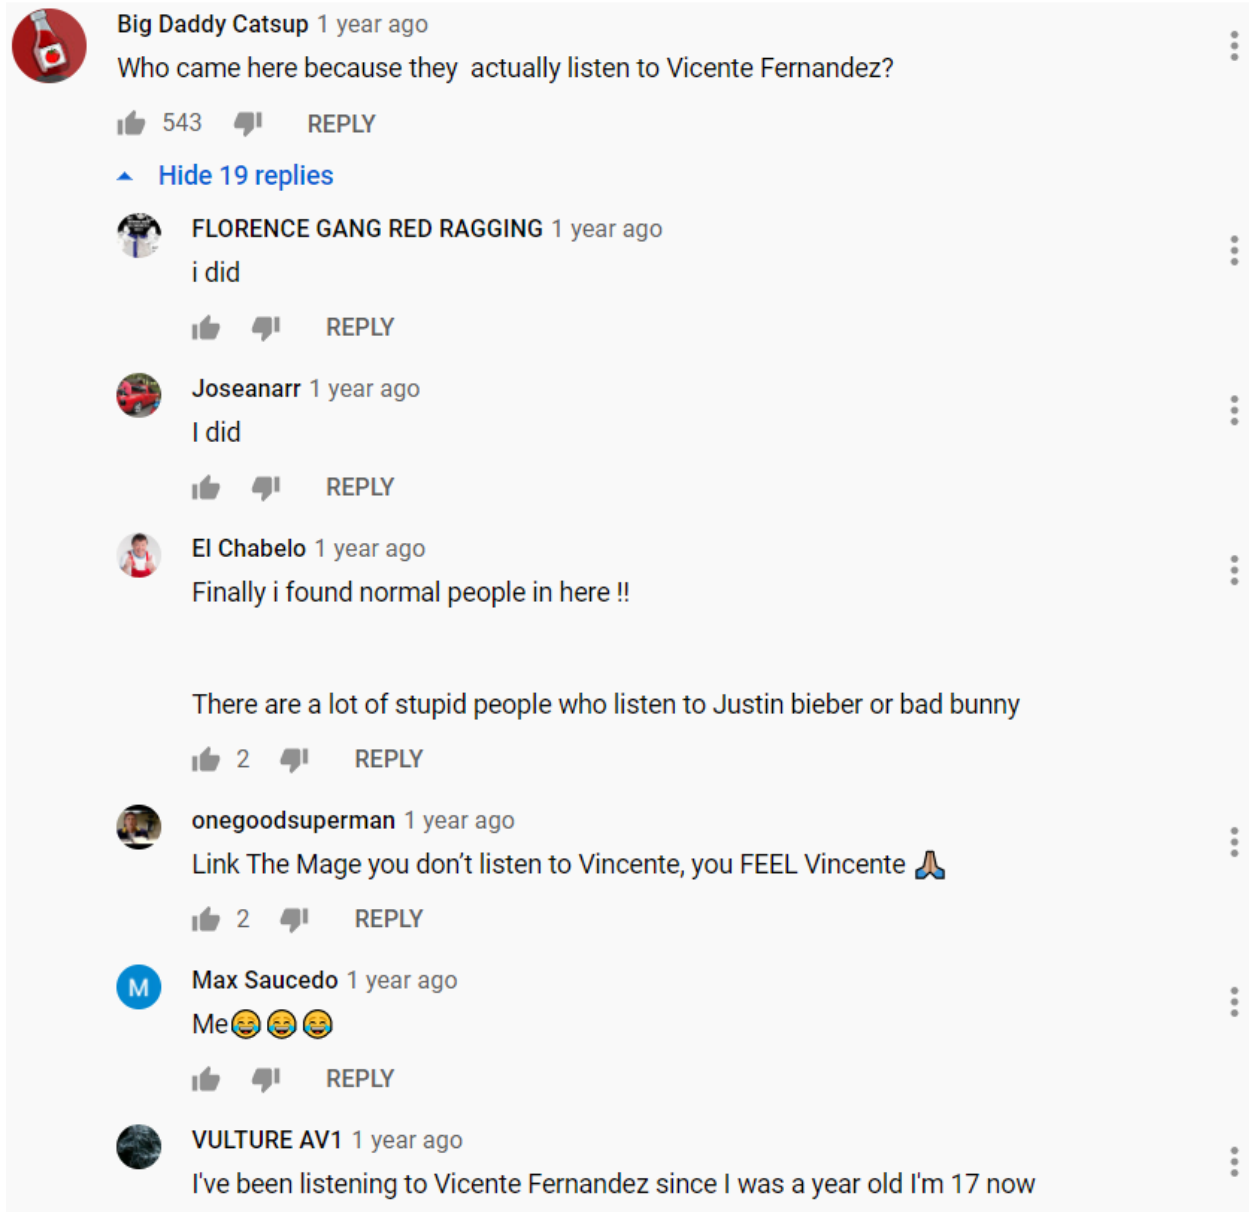 Big Daddy Catsup 1 year ago
Who came here because they  actually listen to Vicente Fernandez?
543 REPLY
Hide 19 replies
FLORENCE GANG RED RAGGING 1 year ago
i did
REPLY
Joseanarr 1 year ago
I did
REPLY
El Chabelo 1 year ago
Finally i found normal people in here !!
There are a lot of stupid people who listen to Justin bieber or bad bunny
2 REPLY
onegoodsuperman 1 year ago
Link The Mage you don’t listen to Vincente, you FEEL Vincente 🙏🏽
2 REPLY
M
Max Saucedo 1 year ago
Me😂😂😂
REPLY
VULTURE AV1 1 year ago
I've been listening to Vicente Fernandez since I was a year old I'm 17 now